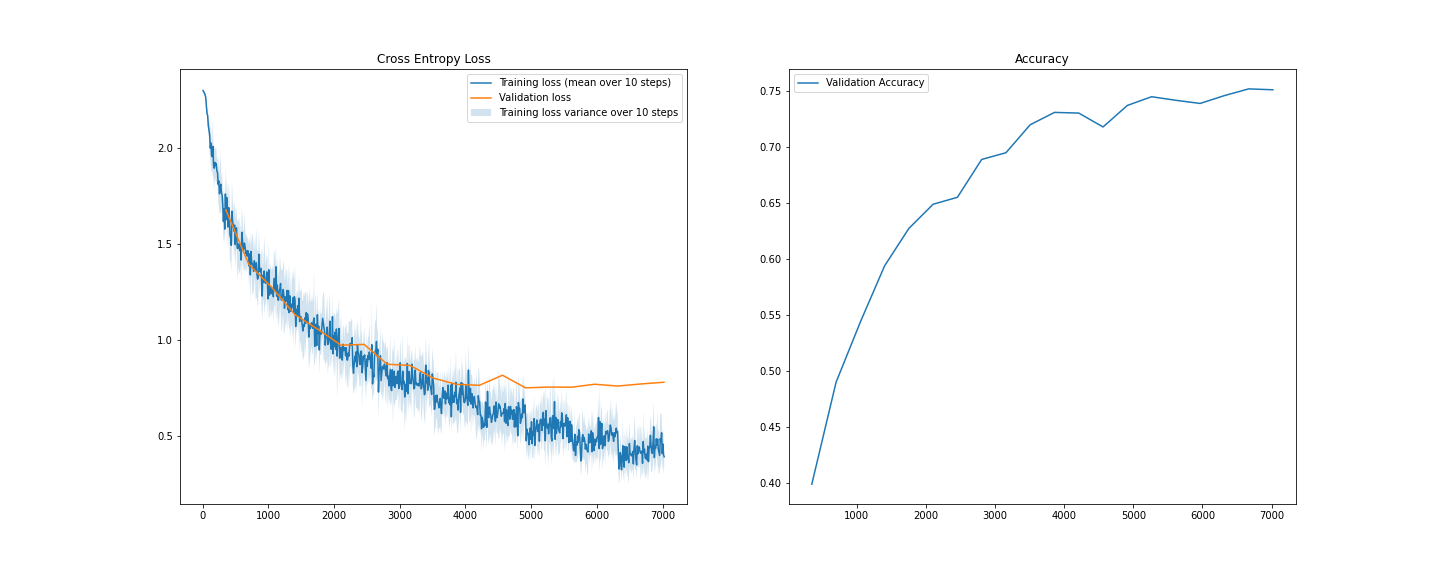 Cross Entropy Loss
Training loss (mean over 10 steps)
Validation loss
Training loss variance over 10 steps
2.0
1.5
1.0
0.5
0 1000 2000 3000 4000 5000 6000 7000
Accuracy
Validation Accuracy
0.75
0.70
0.65
0.60
0.55
0.50
0.45
0.40
1000 2000 3000 4000 5000 6000 7000